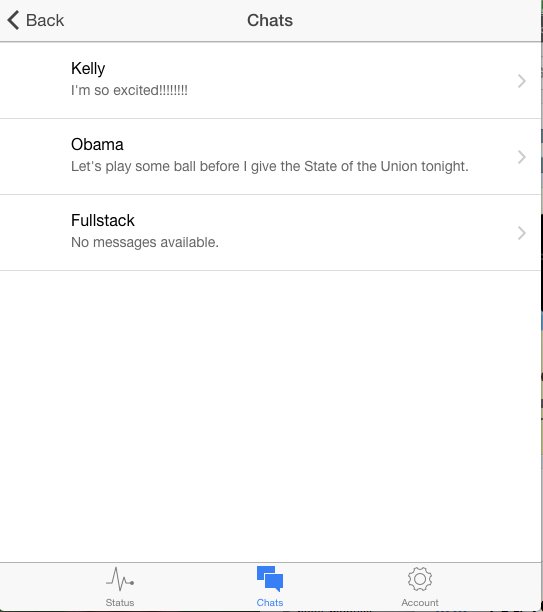 Back
Chats
Kelly
I'm so excited!!!!!!!!
Obama
Let's play some ball before I give the State of the Union tonight.
Fullstack
No messages available.
Status
Chats
Account